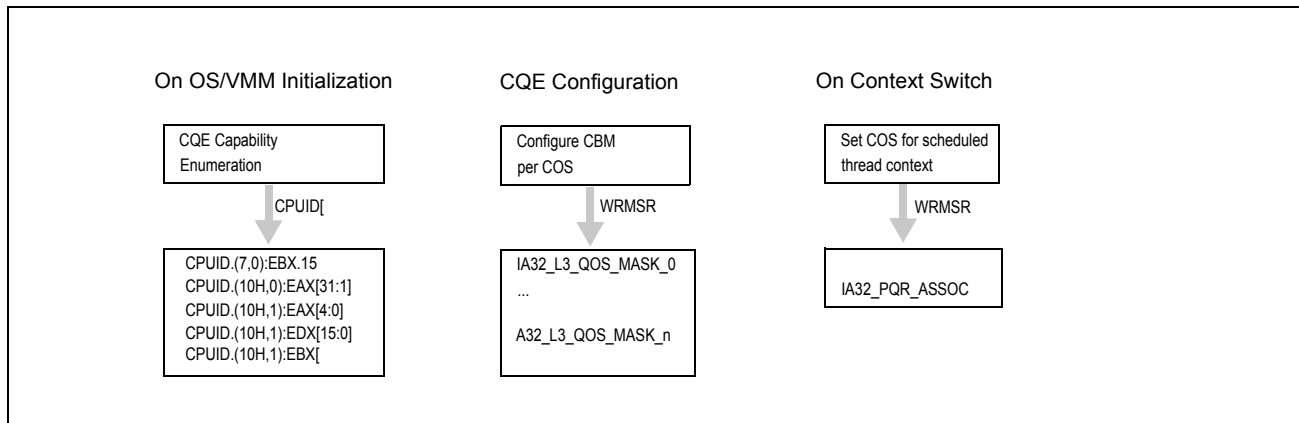 On OS/VMM Initialization
CQE Capability
Enumeration
CPUID[
CPUID.(7,0):EBX.15
CPUID.(10H,0):EAX[31:1]
CPUID.(10H,1):EAX[4:0]
CPUID.(10H,1):EDX[15:0]
CPUID.(10H,1):EBX[
CQE Configuration
Configure CBM
per COS
WRMSR
IA32_L3_QOS_MASK_0
...
A32_L3_QOS_MASK_n
On Context Switch
Set COS for scheduled
thread context
WRMSR
IA32_PQR_ASSOC